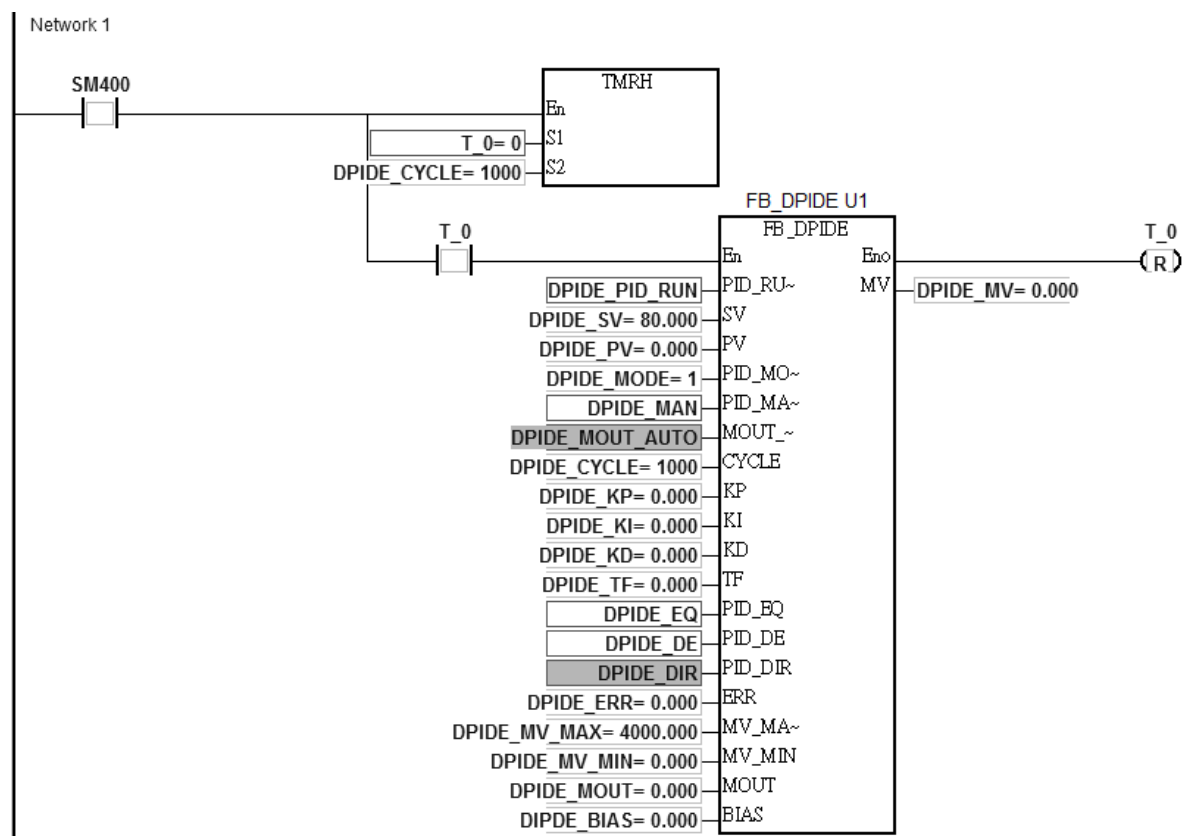 Network 1
SM400
TMRH
En
T_0= 0 S1
DPIDE_CYCLE= 1000 S2
FB_DPIDE U1
T_0 FB_DPIDE T_0
En Eno R
DPIDE_PID_RUN PID_RU~ MV DPIDE_MV= 0.000
DPIDE_SV= 80.000 SV
DPIDE_PV= 0.000 PV
DPIDE_MODE= 1 PID_MO~
DPIDE_MAN PID_MA~
DPIDE_MOUT_AUTO MOUT_~
DPIDE_CYCLE= 1000 CYCLE
DPIDE_KP= 0.000 KP
DPIDE_KI= 0.000 KI
DPIDE_KD= 0.000 KD
DPIDE_TF= 0.000 TF
DPIDE_EQ PID_EQ
DPIDE_DE PID_DE
DPIDE_DIR PID_DIR
DPIDE_ERR= 0.000 ERR
DPIDE_MV_MAX= 4000.000 MV_MA~
DPIDE_MV_MIN= 0.000 MV_MIN
DPIDE_MOUT= 0.000 MOUT
DIPDE_BIAS= 0.000 BIAS